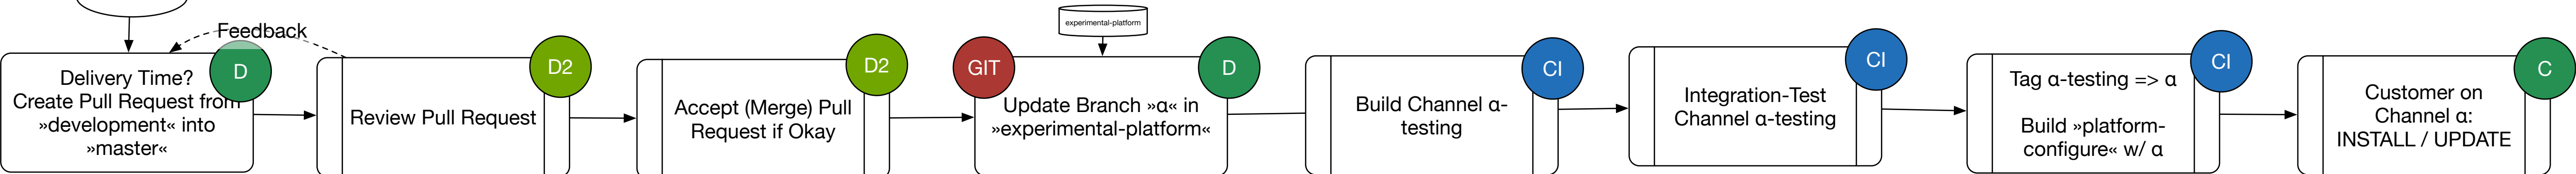 Feedback
D
Delivery Time?
Create Pull Request from
»development« into
»master«
D2
Review Pull Request
D2
Accept (Merge) Pull
Request if Okay
experimental-platform
GIT
D
Update Branch »α« in
»experimental-platform«
CI
Build Channel α-
testing
CI
Integration-Test
Channel α-testing
CI
Tag α-testing => α
Build »platform-
configure« w/ α
C
Customer on
Channel α:
INSTALL / UPDATE